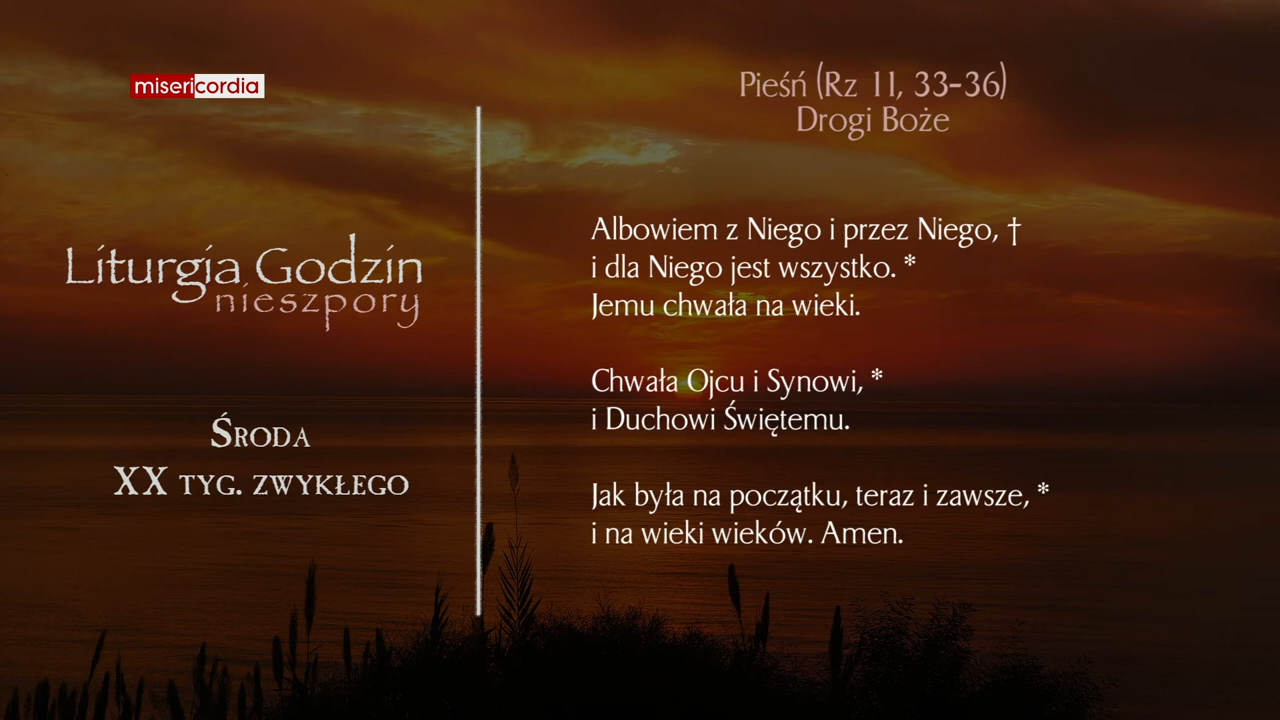 misericordia
Liturgia Godzin
nieszpory
Środa
XX tyg. zwykłego
Pieśń (Rz 11, 33-36)
Drogi Boże
Albowiem z Niego i przez Niego, †
i dla Niego jest wszystko. *
Jemu chwała na wieki.
Chwała Ojcu i Synowi, *
i Duchowi Świętemu.
Jak była na początku, teraz i zawsze, *
i na wieki wieków. Amen.